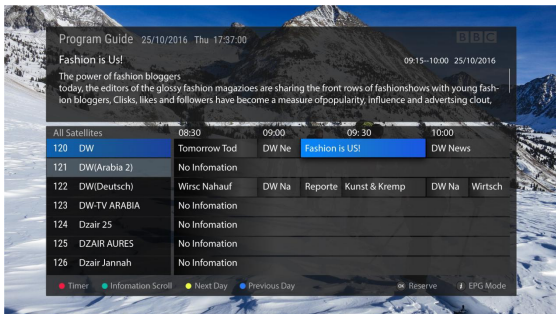 Program Guide 25/10/2016 Thu 17:37:00 BBC
Fashion is Us!
09:15--10:00 25/10/2016
The power of fashion bloggers
today, the editors of the glossy fashion magazioes are sharing the front rows of fashionshows with young fash-
ion bloggers, Clisks, likes and followers have become a measure ofpopularity, influence and advertsing clout,
All Satellites 08:30 09:00 09: 30 10:00
120 DW Tomorrow Tod DW Ne Fashion is US! DW News
121 DW(Arabia 2) No Infomation
122 DW(Deutsch) Wirsc Nahauf DW Na Reporte Kunst & Kremp DW Na Wirtsch
123 DW-TV ARABIA No Infomation
124 Dzair 25 No Infomation
125 DZAIR AURES No Infomation
126 Dzair Jannah No Infomation
Timer Infomation Scroll Next Day Previous Day OK Reserve i EPG Mode